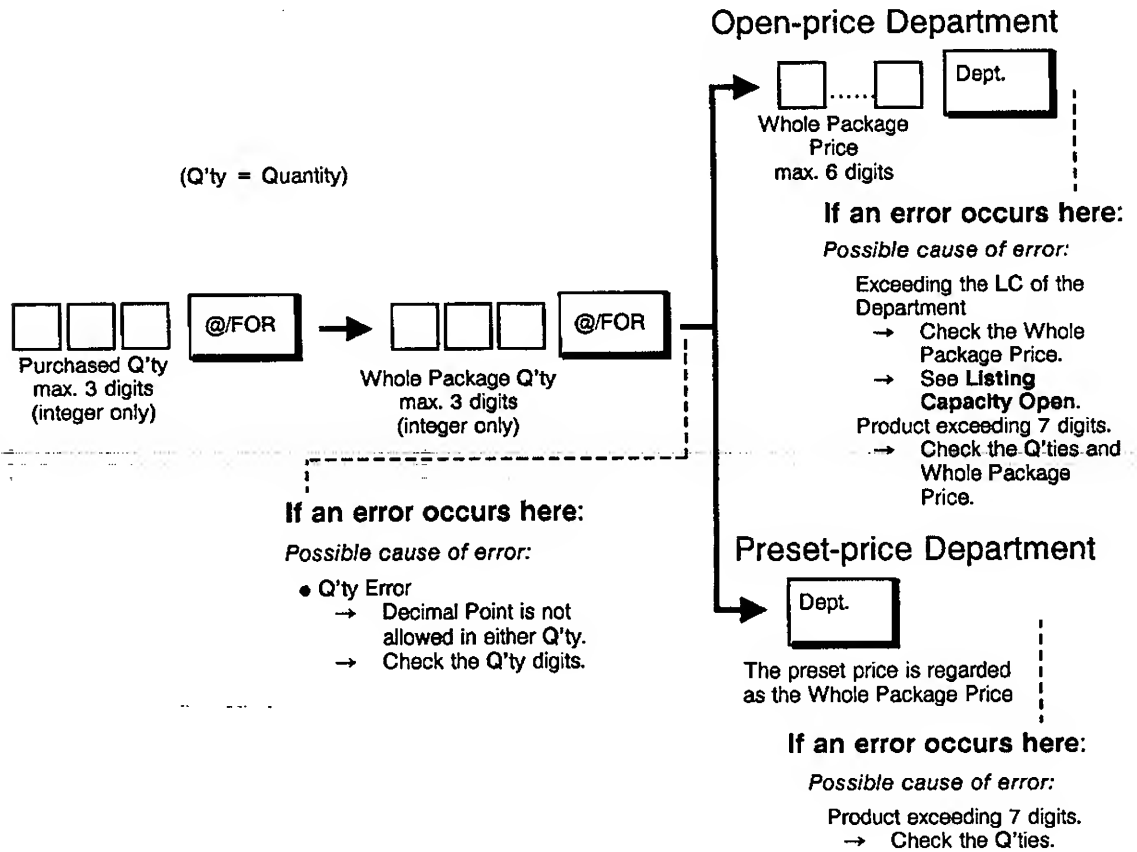 Open-price Department
Dept.
Whole Package
Price
max. 6 digits
(Q'ty = Quantity)
If an error occurs here:
Possible cause of error:
Exceeding the LC of the
Department
→ Check the Whole
Package Price.
→ See Listing
Capacity Open.
Product exceeding 7 digits.
→ Check the Q'ties and
Whole Package
Price.
@/FOR
Purchased Q'ty
max. 3 digits
(integer only)
@/FOR
Whole Package Q'ty
max. 3 digits
(integer only)
If an error occurs here:
Possible cause of error:
● Q'ty Error
→ Decimal Point is not
allowed in either Q'ty.
→ Check the Q'ty digits.
Preset-price Department
Dept.
The preset price is regarded
as the Whole Package Price
If an error occurs here:
Possible cause of error:
Product exceeding 7 digits.
→ Check the Q'ties.